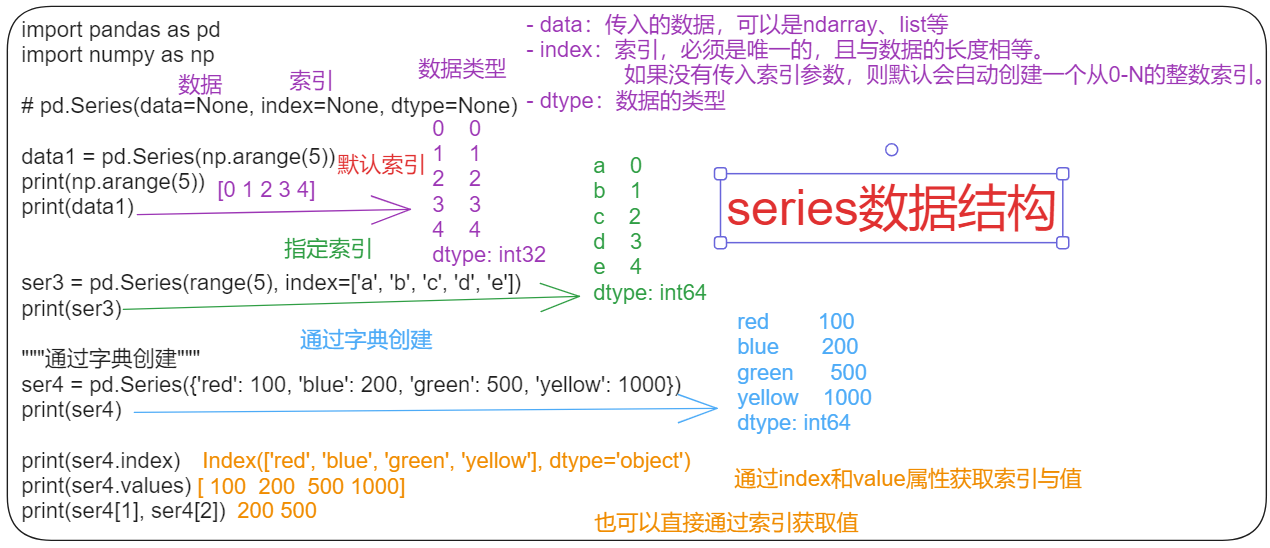 import pandas as pd
import numpy as np
- data：传入的数据，可以是ndarray、list等
- index：索引，必须是唯一的，且与数据的长度相等。
如果没有传入索引参数，则默认会自动创建一个从0-N的整数索引。
- dtype：数据的类型
数据 索引 数据类型
# pd.Series(data=None, index=None, dtype=None)
data1 = pd.Series(np.arange(5))
默认索引
print(np.arange(5))
[0 1 2 3 4]
print(data1)
0 0
1 1
2 2
3 3
4 4
dtype: int32
series数据结构
指定索引
ser3 = pd.Series(range(5), index=['a', 'b', 'c', 'd', 'e'])
print(ser3)
a 0
b 1
c 2
d 3
e 4
dtype: int64
通过字典创建
"""通过字典创建"""
ser4 = pd.Series({'red': 100, 'blue': 200, 'green': 500, 'yellow': 1000})
print(ser4)
red 100
blue 200
green 500
yellow 1000
dtype: int64
print(ser4.index) Index(['red', 'blue', 'green', 'yellow'], dtype='object')
print(ser4.values) [ 100 200 500 1000]
通过index和value属性获取索引与值
print(ser4[1], ser4[2]) 200 500
也可以直接通过索引获取值